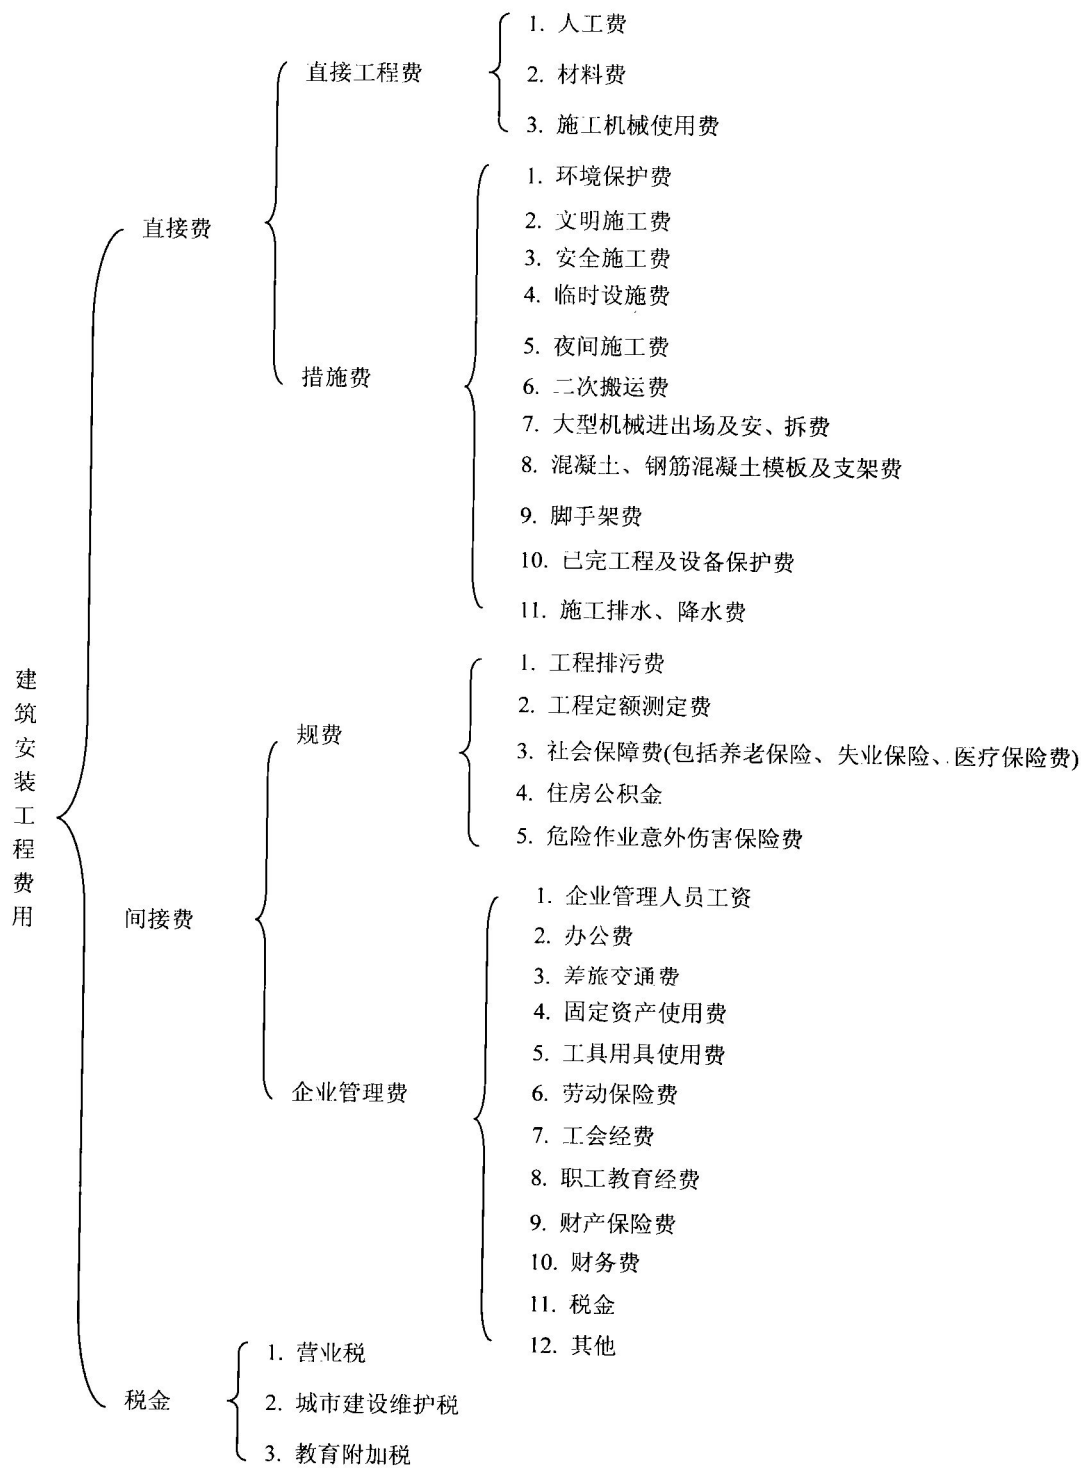 建筑安装工程费用
直接费
直接工程费
1. 人工费
2. 材料费
3. 施工机械使用费
措施费
1. 环境保护费
2. 文明施工费
3. 安全施工费
4. 临时设施费
5. 夜间施工费
6. 二次搬运费
7. 大型机械进出场及安、拆费
8. 混凝土、钢筋混凝土模板及支架费
9. 脚手架费
10. 已完工程及设备保护费
11. 施工排水、降水费
间接费
规费
1. 工程排污费
2. 工程定额测定费
3. 社会保障费(包括养老保险、失业保险、医疗保险费)
4. 住房公积金
5. 危险作业意外伤害保险费
企业管理费
1. 企业管理人员工资
2. 办公费
3. 差旅交通费
4. 固定资产使用费
5. 工具用具使用费
6. 劳动保险费
7. 工会经费
8. 职工教育经费
9. 财产保险费
10. 财务费
11. 税金
12. 其他
税金
1. 营业税
2. 城市建设维护税
3. 教育附加税